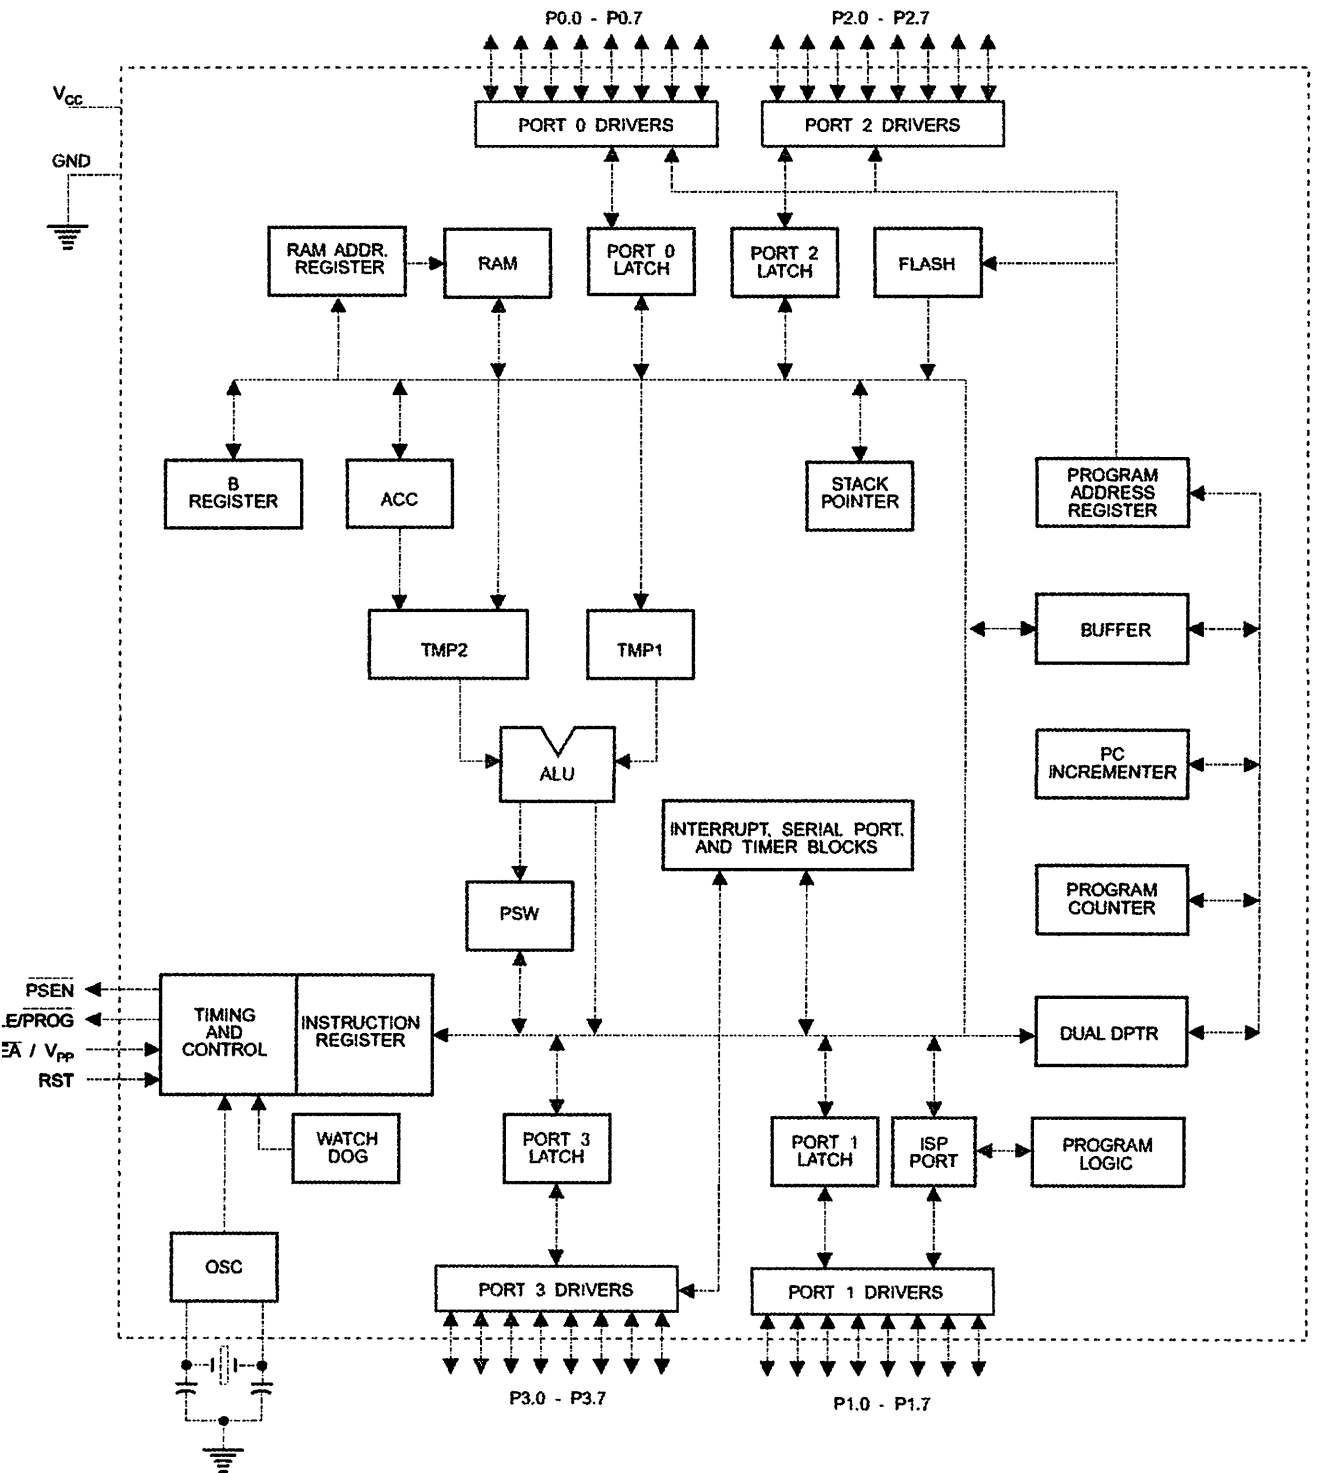 P0.0 - P0.7
P2.0 - P2.7
VCC
PORT 0 DRIVERS
PORT 2 DRIVERS
GND
RAM ADDR.
REGISTER
RAM
PORT 0
LATCH
PORT 2
LATCH
FLASH
B
REGISTER
ACC
STACK
POINTER
PROGRAM
ADDRESS
REGISTER
BUFFER
TMP2
TMP1
PC
INCREMENTER
ALU
INTERRUPT, SERIAL PORT,
AND TIMER BLOCKS
PROGRAM
COUNTER
PSW
PSEN
LE/PROG
EA / VPP
RST
TIMING
AND
CONTROL
INSTRUCTION
REGISTER
DUAL DPTR
WATCH
DOG
PORT 3
LATCH
PORT 1
LATCH
ISP
PORT
PROGRAM
LOGIC
OSC
PORT 3 DRIVERS
PORT 1 DRIVERS
P3.0 - P3.7
P1.0 - P1.7